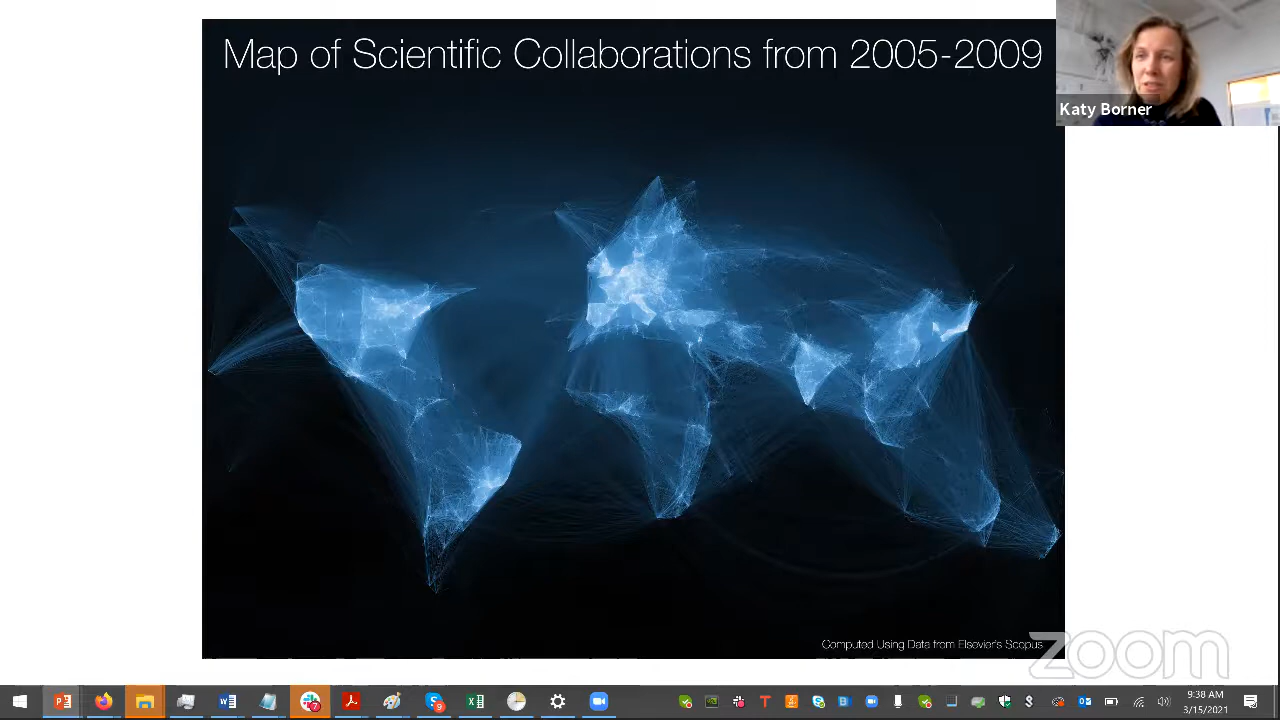 Map of Scientific Collaborations from 2005-2009
Katy Borner
Computed Using Data from Elsevier's Scopus
zoom
9:38 AM
3/15/2021